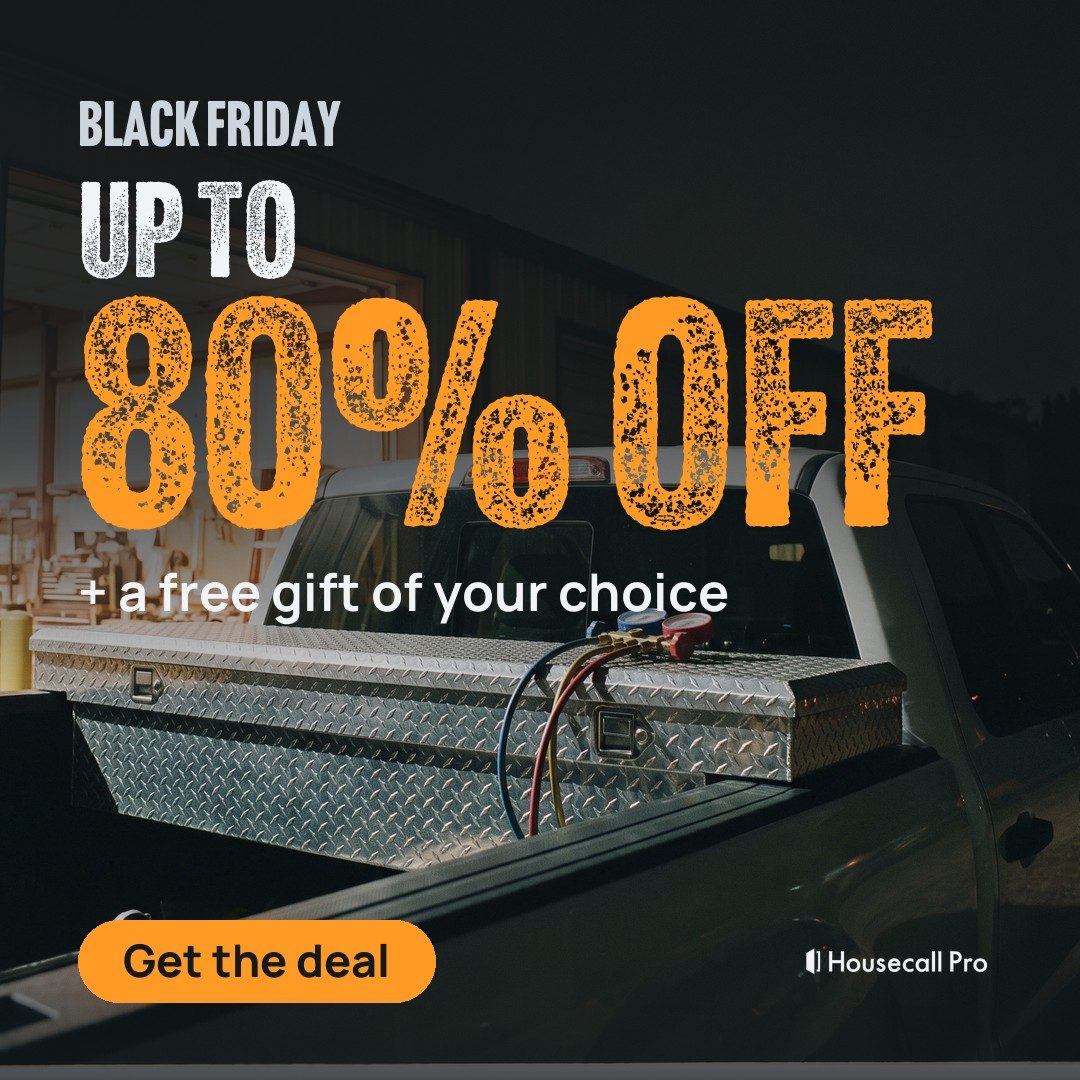 BLACK FRIDAY
UP TO
80% OFF
+ a free gift of your choice
Get the deal
Housecall Pro